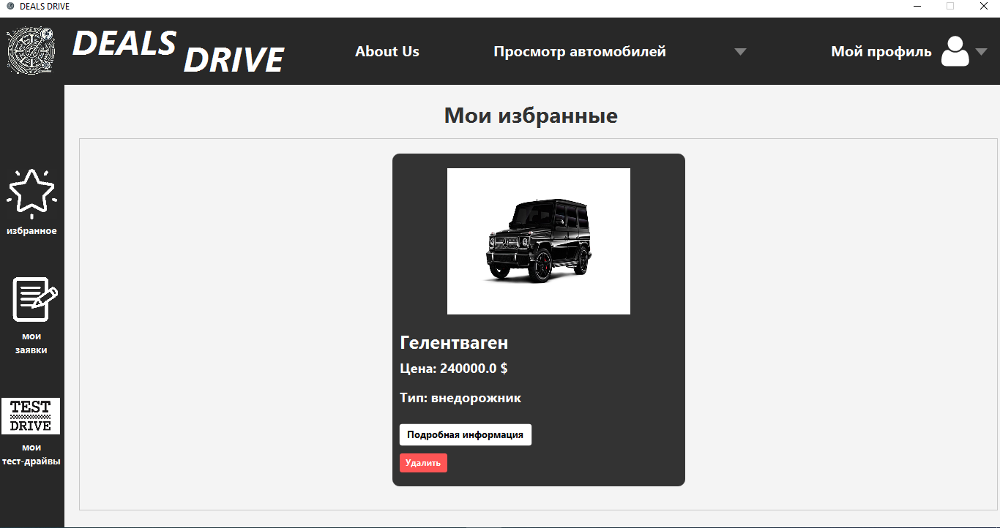 DEALS DRIVE
DEALS
DRIVE
About Us
Просмотр автомобилей
Мой профиль
Мои избранные
избранное
мои
заявки
TEST
DRIVE
мои
тест-драйвы
Гелентваген
Цена: 240000.0 $
Тип: внедорожник
Подробная информация
Удалить